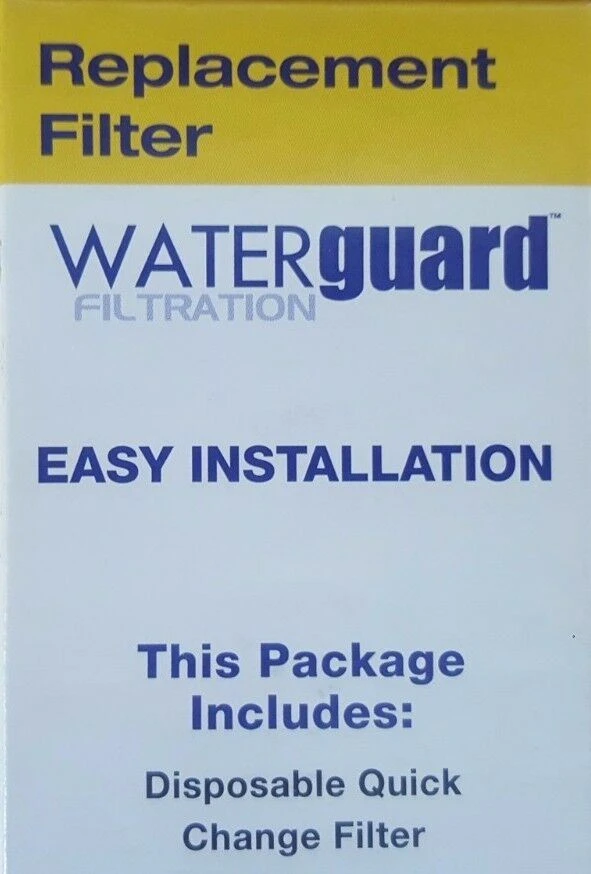 Replacement
Filter
WATERguard™
FILTRATION
EASY INSTALLATION
This Package
Includes:
Disposable Quick
Change Filter